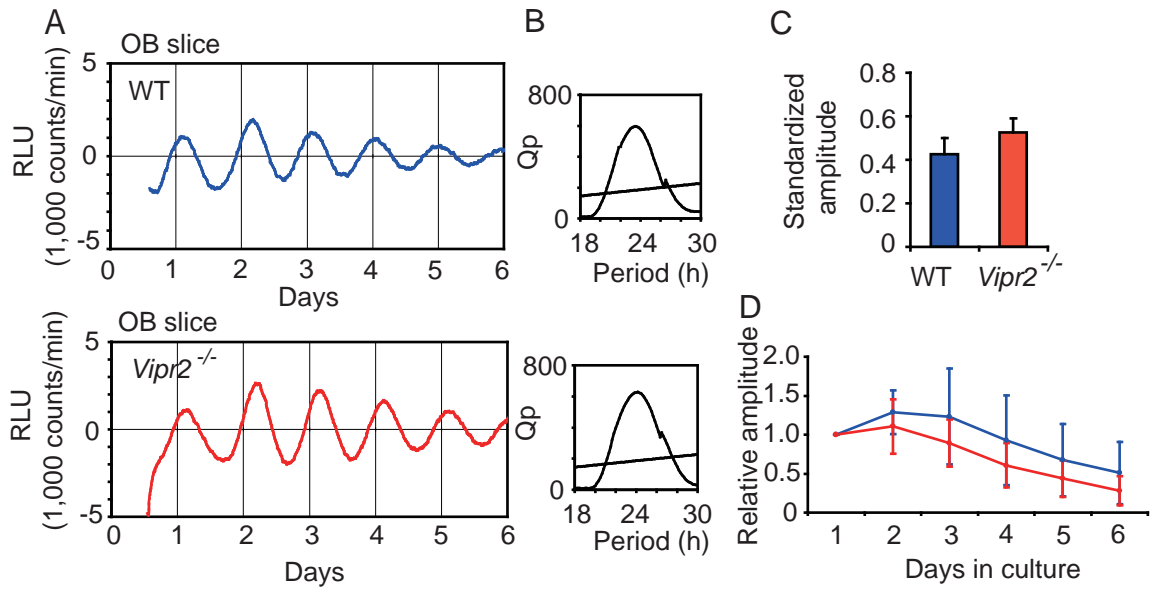 A
OB slice
WT
RLU
(1,000 counts/min)
5
0
-5
0 1 2 3 4 5 6
Days
B
Qp
800
0
18 24 30
Period (h)
C
Standardized
amplitude
0.8
0.6
0.4
0.2
0
WT Vipr2-/-
OB slice
Vipr2-/-
RLU
(1,000 counts/min)
5
0
-5
0 1 2 3 4 5 6
Days
Qp
800
0
18 24 30
Period (h)
D
Relative amplitude
2.0
1.5
1.0
0.5
0
1 2 3 4 5 6
Days in culture